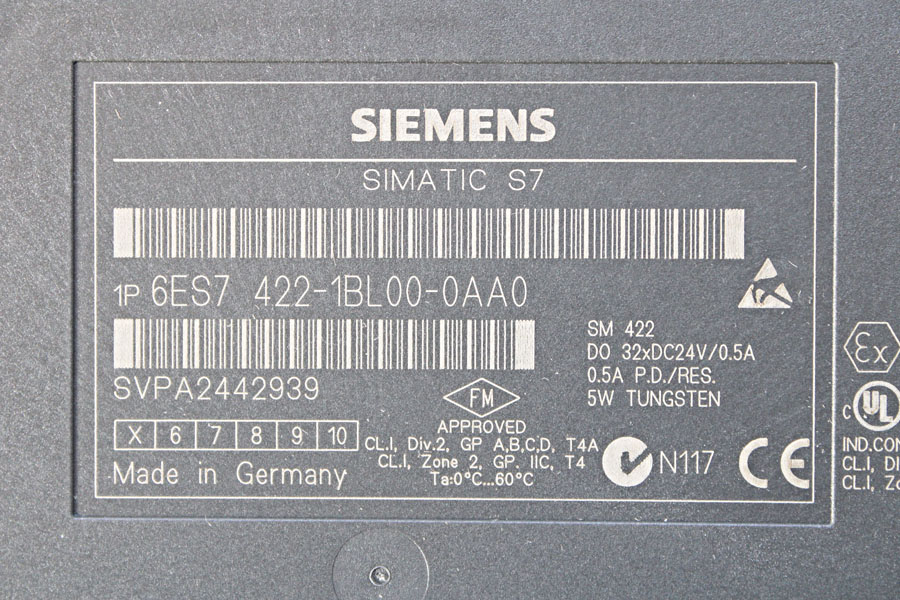 SIEMENS
SIMATIC S7
1P 6ES7 422-1BL00-0AA0
SM 422
DO 32xDC24V/0.5A
0.5A P.D./RES.
5W TUNGSTEN
SVPA2442939
FM
APPROVED
CL.I, Div.2, GP A,B,C,D, T4A
CL.I, Zone 2, GP. IIC, T4
Ta:0°C...60°C
X 6 7 8 9 10
Made in Germany
N117
CE
Ex
c UL
IND.CON
CL.I, DI
CL.I, Zo